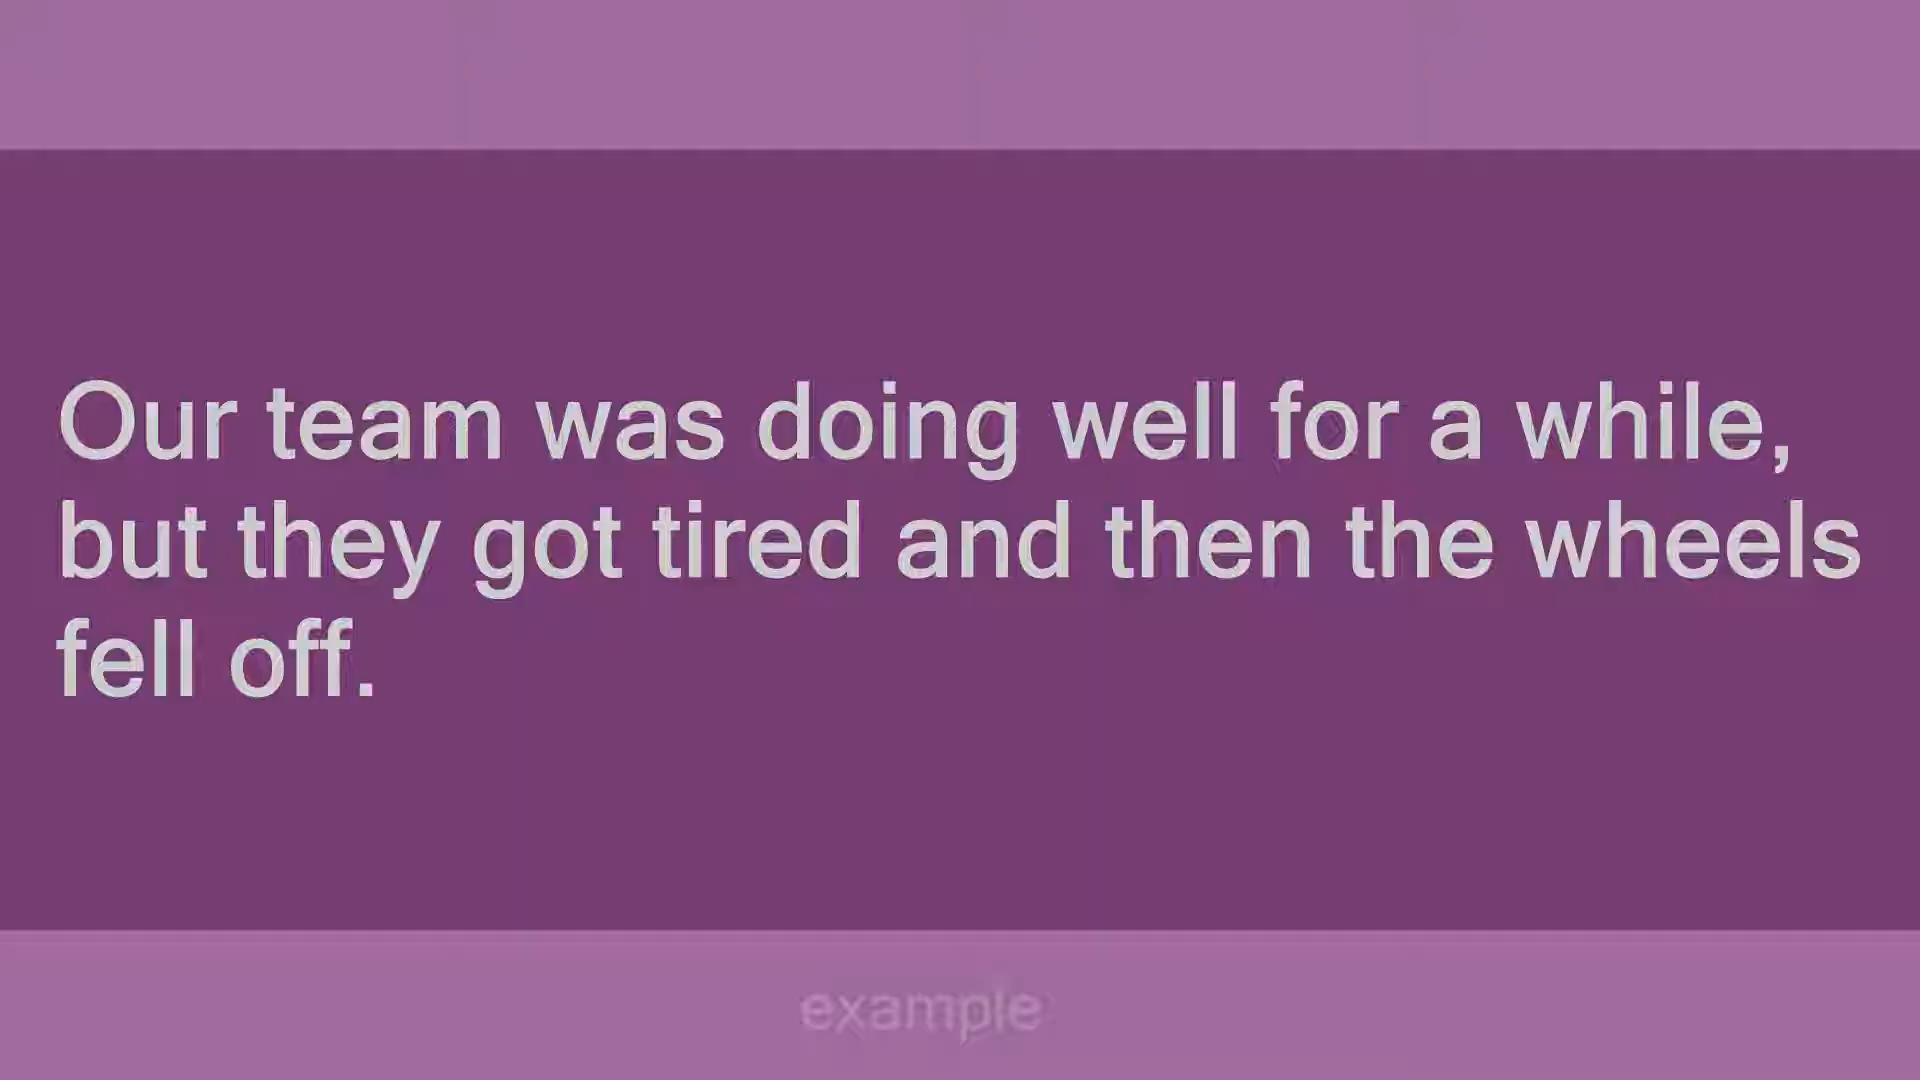 Our team was doing well for a while,
but they got tired and then the wheels
fell off.
example